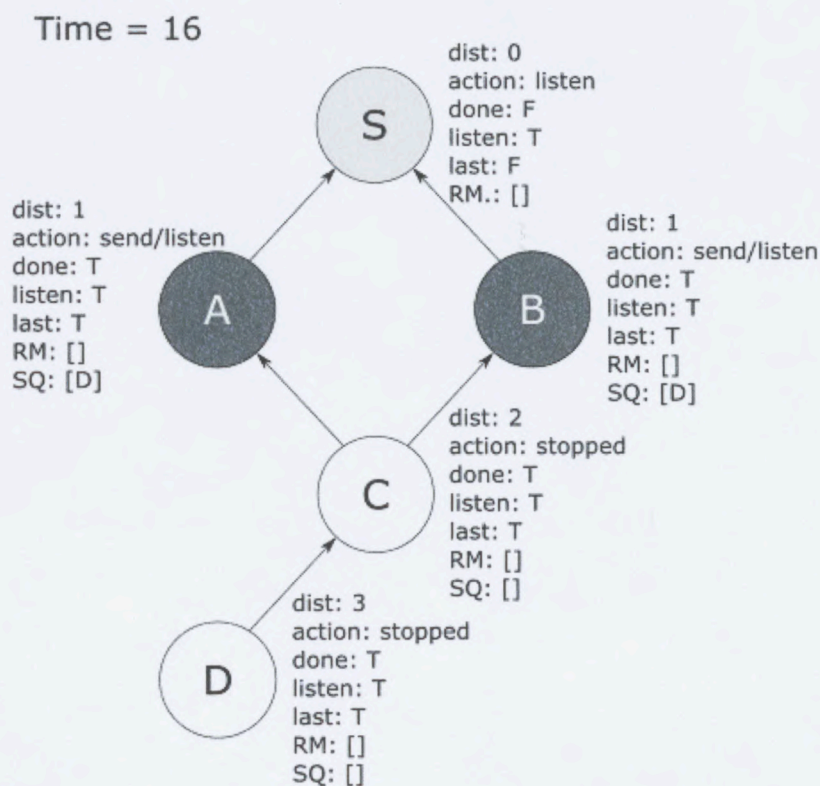 Time = 16
S
dist: 0
action: listen
done: F
listen: T
last: F
RM.: []
dist: 1
action: send/listen
done: T
listen: T
last: T
RM: []
SQ: [D]
A
B
dist: 1
action: send/listen
done: T
listen: T
last: T
RM: []
SQ: [D]
C
dist: 2
action: stopped
done: T
listen: T
last: T
RM: []
SQ: []
D
dist: 3
action: stopped
done: T
listen: T
last: T
RM: []
SQ: []